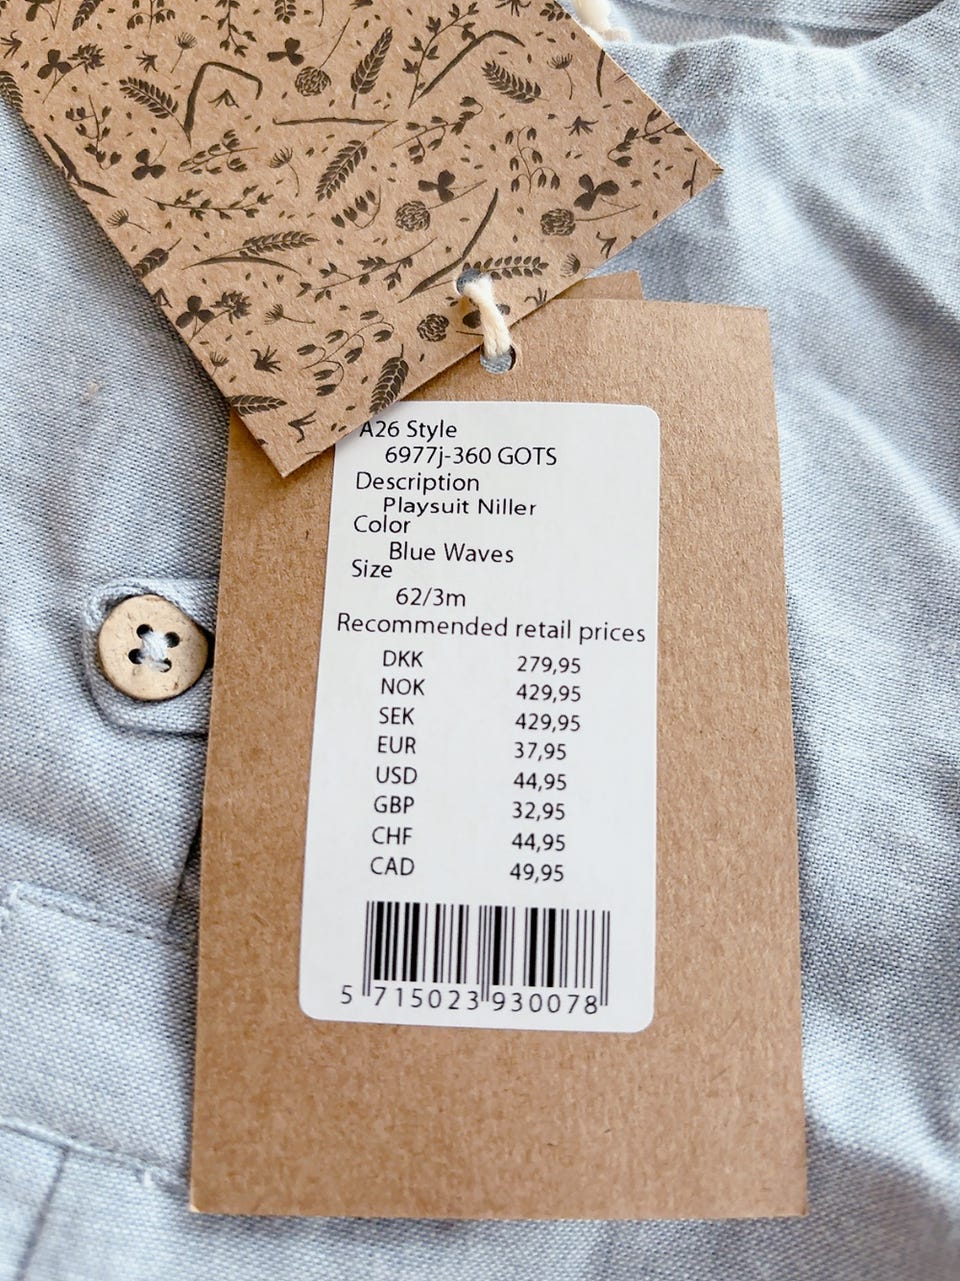 A26 Style
6977j-360 GOTS
Description
Playsuit Niller
Color
Blue Waves
Size
62/3m
Recommended retail prices
DKK 279,95
NOK 429,95
SEK 429,95
EUR 37,95
USD 44,95
GBP 32,95
CHF 44,95
CAD 49,95
5 715023 930078